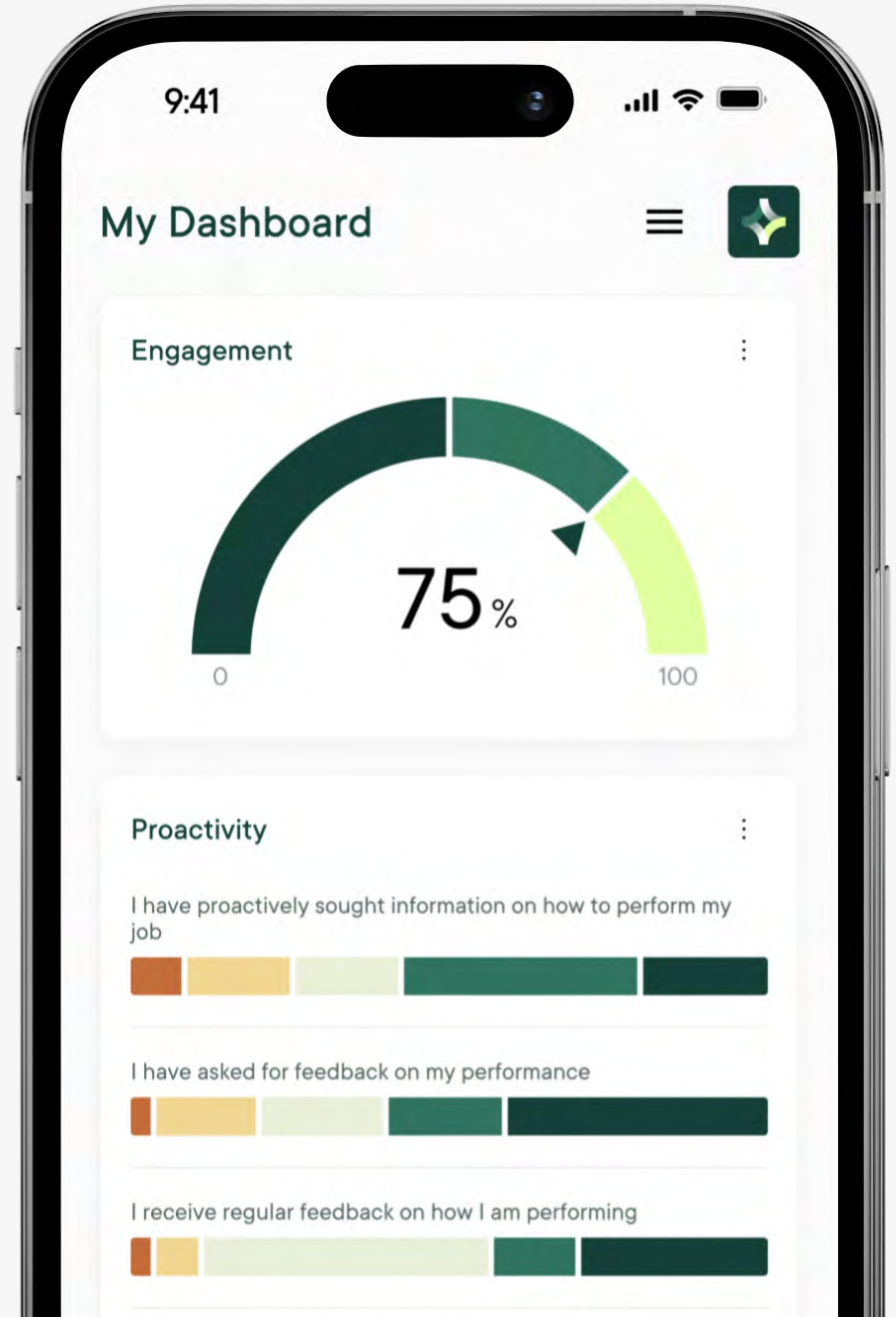 9:41
My Dashboard
Engagement
75 %
0
100
Proactivity
I have proactively sought information on how to perform my
job
I have asked for feedback on my performance
I receive regular feedback on how I am performing